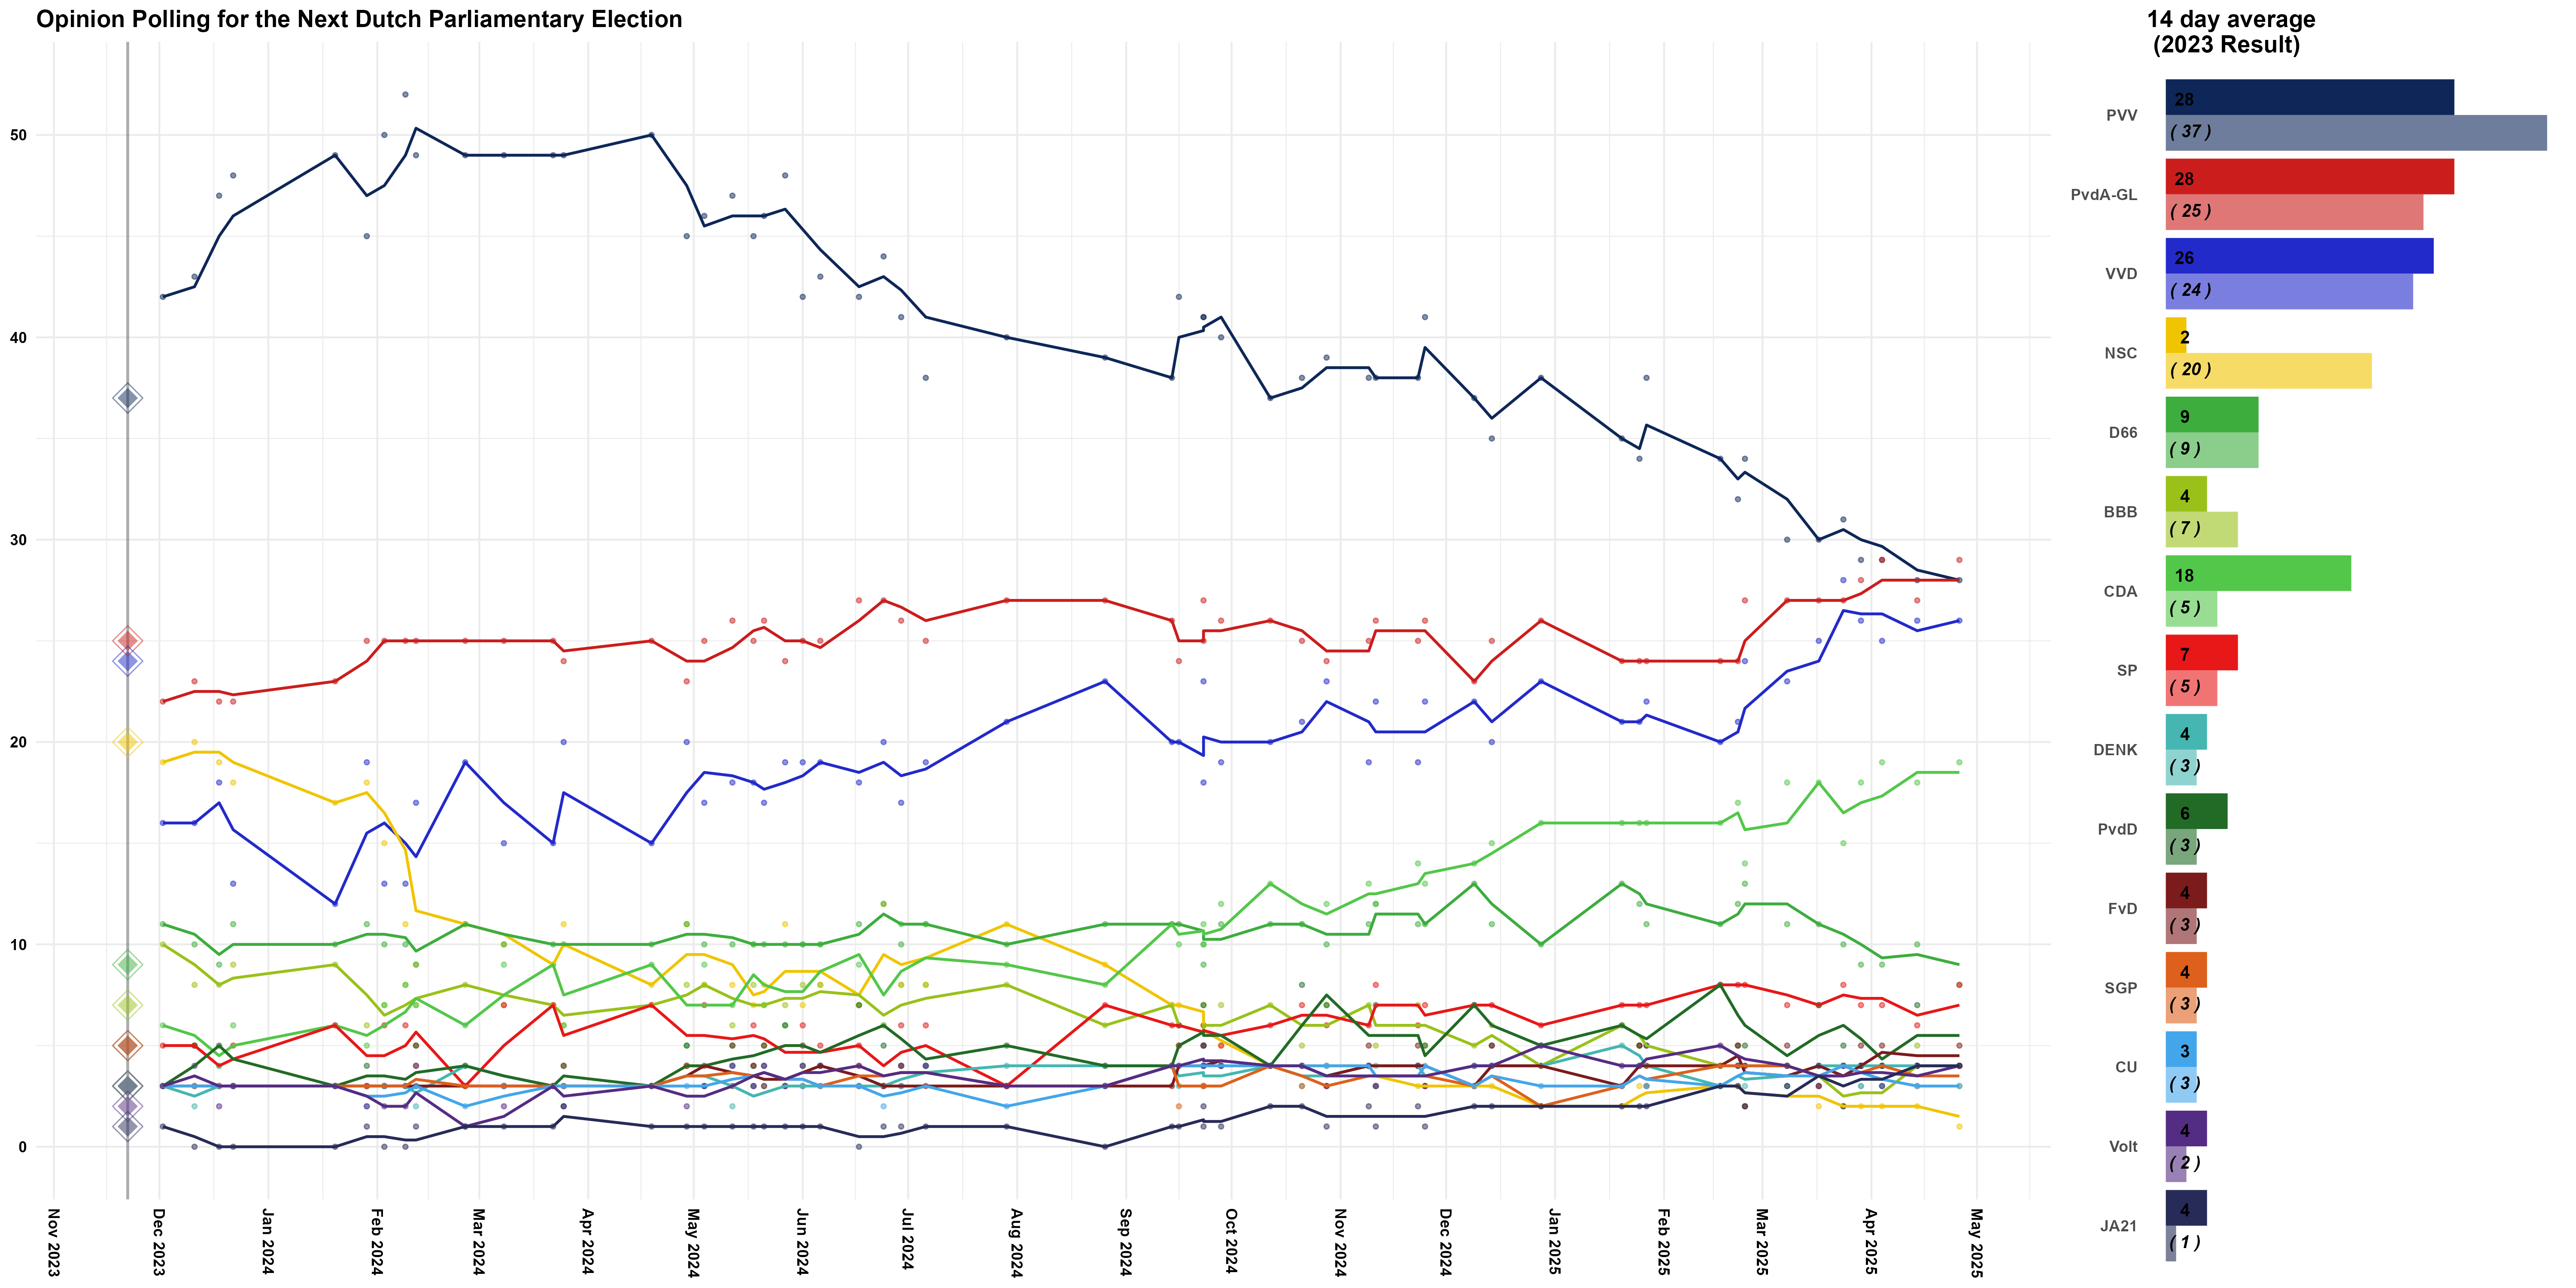 Opinion Polling for the Next Dutch Parliamentary Election
14 day average
(2023 Result)
50
40
30
20
10
0
Nov 2023
Dec 2023
Jan 2024
Feb 2024
Mar 2024
Apr 2024
May 2024
Jun 2024
Jul 2024
Aug 2024
Sep 2024
Oct 2024
Nov 2024
Dec 2024
Jan 2025
Feb 2025
Mar 2025
Apr 2025
May 2025
PVV
28
( 37 )
PvdA-GL
28
( 25 )
VVD
26
( 24 )
NSC
2
( 20 )
D66
9
( 9 )
BBB
4
( 7 )
CDA
18
( 5 )
SP
7
( 5 )
DENK
4
( 3 )
PvdD
6
( 3 )
FvD
4
( 3 )
SGP
4
( 3 )
CU
3
( 3 )
Volt
4
( 2 )
JA21
4
( 1 )